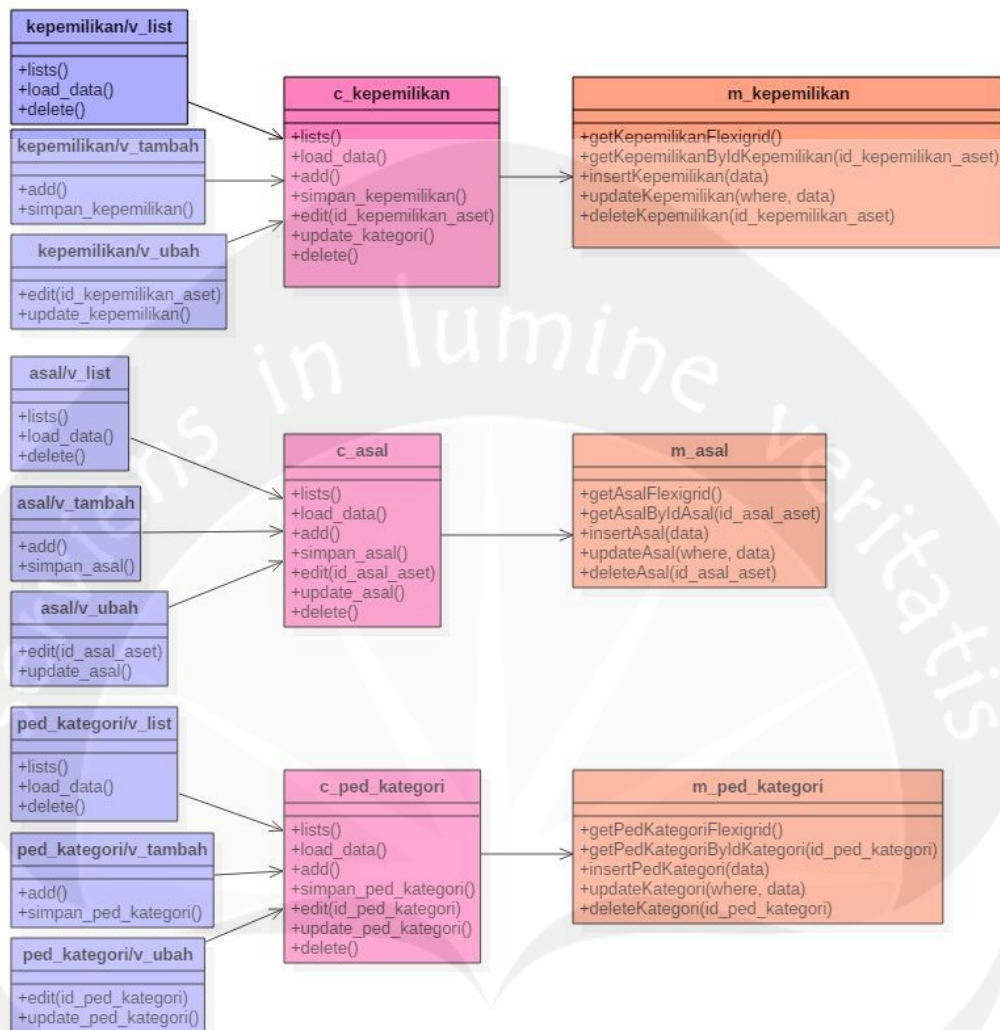 kepemilikan/v_list
+lists()
+load_data()
+delete()
kepemilikan/v_tambah
+add()
+simpan_kepemilikan()
kepemilikan/v_ubah
+edit(id_kepemilikan_aset)
+update_kepemilikan()
c_kepemilikan
+lists()
+load_data()
+add()
+simpan_kepemilikan()
+edit(id_kepemilikan_aset)
+update_kategori()
+delete()
m_kepemilikan
+getKepemilikanFlexigrid()
+getKepemilikanByIdKepemilikan(id_kepemilikan_aset)
+insertKepemilikan(data)
+updateKepemilikan(where, data)
+deleteKepemilikan(id_kepemilikan_aset)
asal/v_list
+lists()
+load_data()
+delete()
asal/v_tambah
+add()
+simpan_asal()
asal/v_ubah
+edit(id_asal_aset)
+update_asal()
c_asal
+lists()
+load_data()
+add()
+simpan_asal()
+edit(id_asal_aset)
+update_asal()
+delete()
m_asal
+getAsalFlexigrid()
+getAsalByIdAsal(id_asal_aset)
+insertAsal(data)
+updateAsal(where, data)
+deleteAsal(id_asal_aset)
ped_kategori/v_list
+lists()
+load_data()
+delete()
ped_kategori/v_tambah
+add()
+simpan_ped_kategori()
ped_kategori/v_ubah
+edit(id_ped_kategori)
+update_ped_kategori()
c_ped_kategori
+lists()
+load_data()
+add()
+simpan_ped_kategori()
+edit(id_ped_kategori)
+update_ped_kategori()
+delete()
m_ped_kategori
+getPedKategoriFlexigrid()
+getPedKategoriByIdKategori(id_ped_kategori)
+insertPedKategori(data)
+updateKategori(where, data)
+deleteKategori(id_ped_kategori)
serviens in lumine veritatis